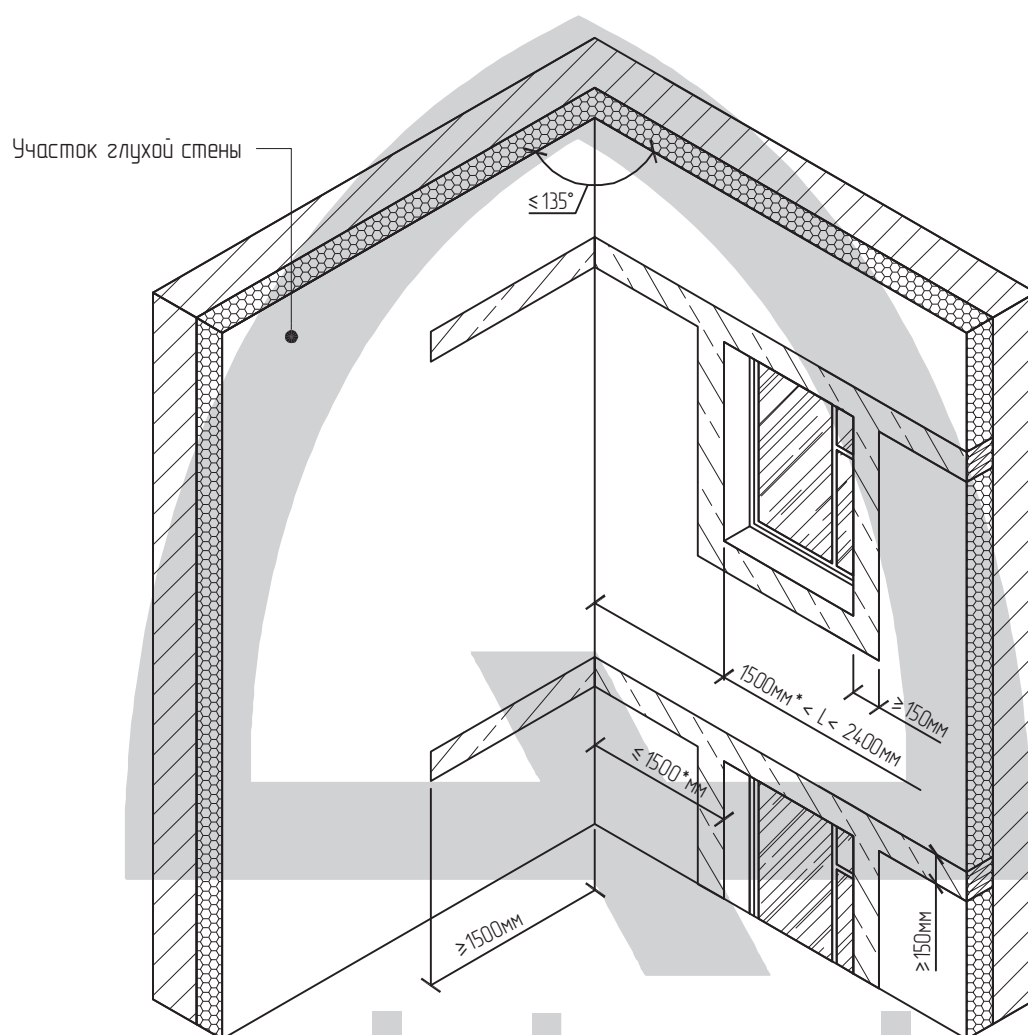 Участок глухой стены
≤135°
1500мм* < L < 2400мм
≥150мм
≤ 1500*мм
≥1500мм
≥150мм